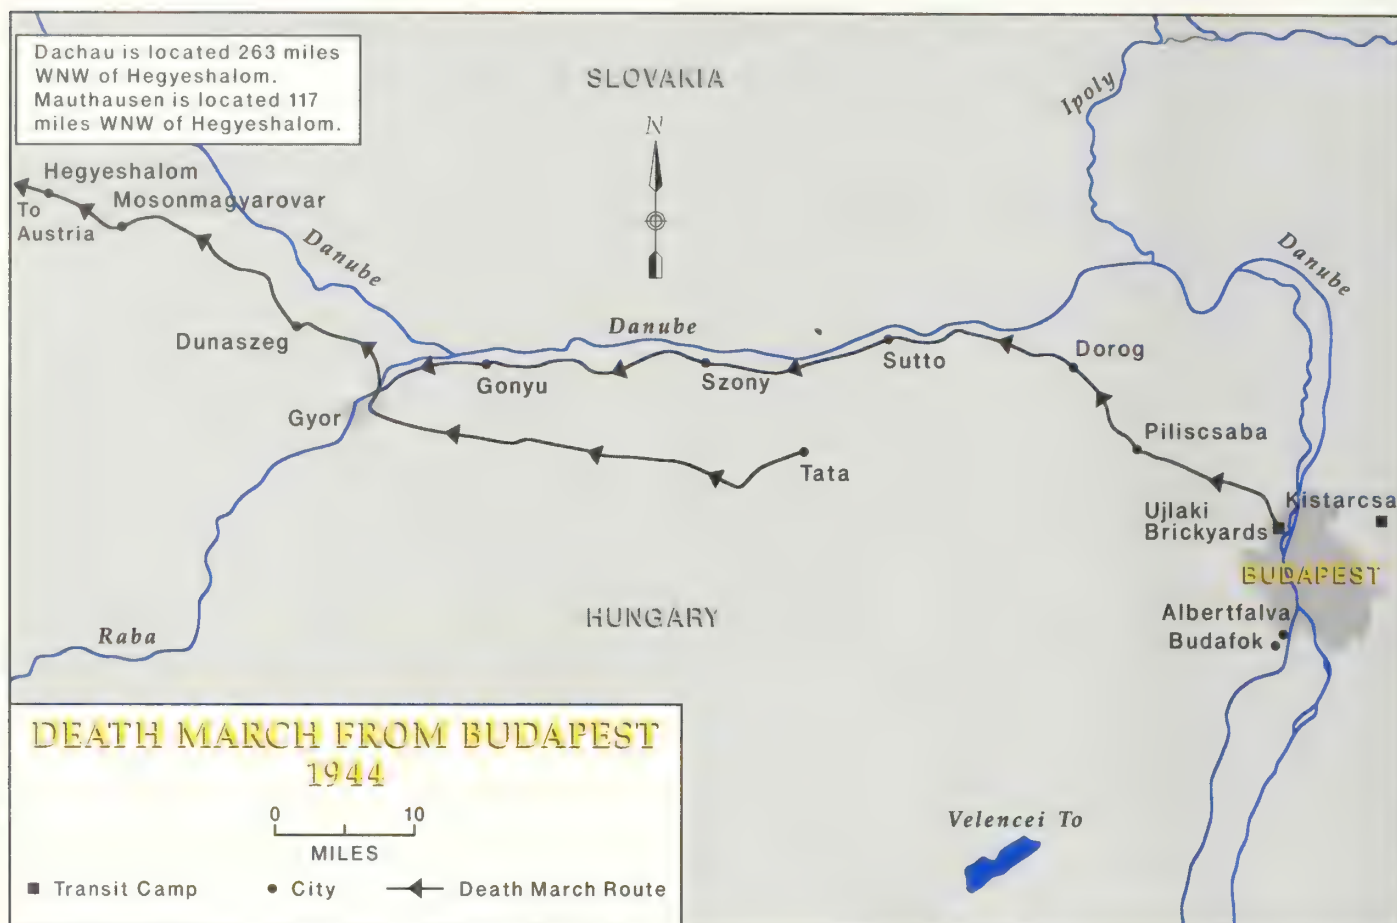 Dachau is located 263 miles
WNW of Hegyeshalom.
Mauthausen is located 117
miles WNW of Hegyeshalom.
SLOVAKIA
N
Ipoly
Hegyeshalom
Mosonmagyarovar
To
Austria
Danube
Danube
Danube
Dunaszeg
Gonyu
Szony
Sutto
Dorog
Gyor
Tata
Piliscsaba
Ujlaki
Brickyards
Kistarcsa
BUDAPEST
HUNGARY
Albertfalva
Budafok
Raba
Velencei To
DEATH MARCH FROM BUDAPEST
1944
0 10
MILES
Transit Camp City Death March Route